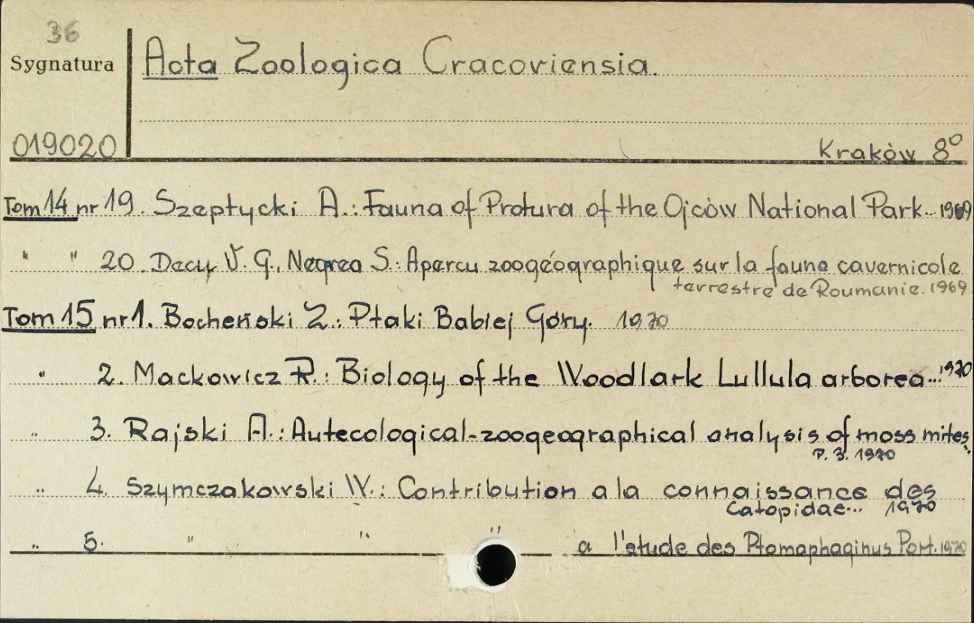 36
Sygnatura
Acta Zoologica Cracoviensia.
019020
Kraków 8°
Tom 14 nr 19. Szeptycki A.: Fauna of Protura of the Ojców National Park.. 1969
" " 20 Decu V. G., Negrea S.: Apercu zoogéographique sur la faune cavernicole
terrestre de Roumanie. 1969
Tom 15 nr 1. Bocheński Z.: Ptaki Babiej Góry. 1970
" 2. Mackowicz R.: Biology of the Woodlark Lullula arborea... 1970
" 3. Rajski A.: Autecological-zoogeographical analysis of moss mites..
P. 3. 1970
" 4. Szymczakowski W.: Contribution a la connaissance des
Catopidae... 1970
" 5. " " " a l'etude des Ptomaphaginus Port. 1970